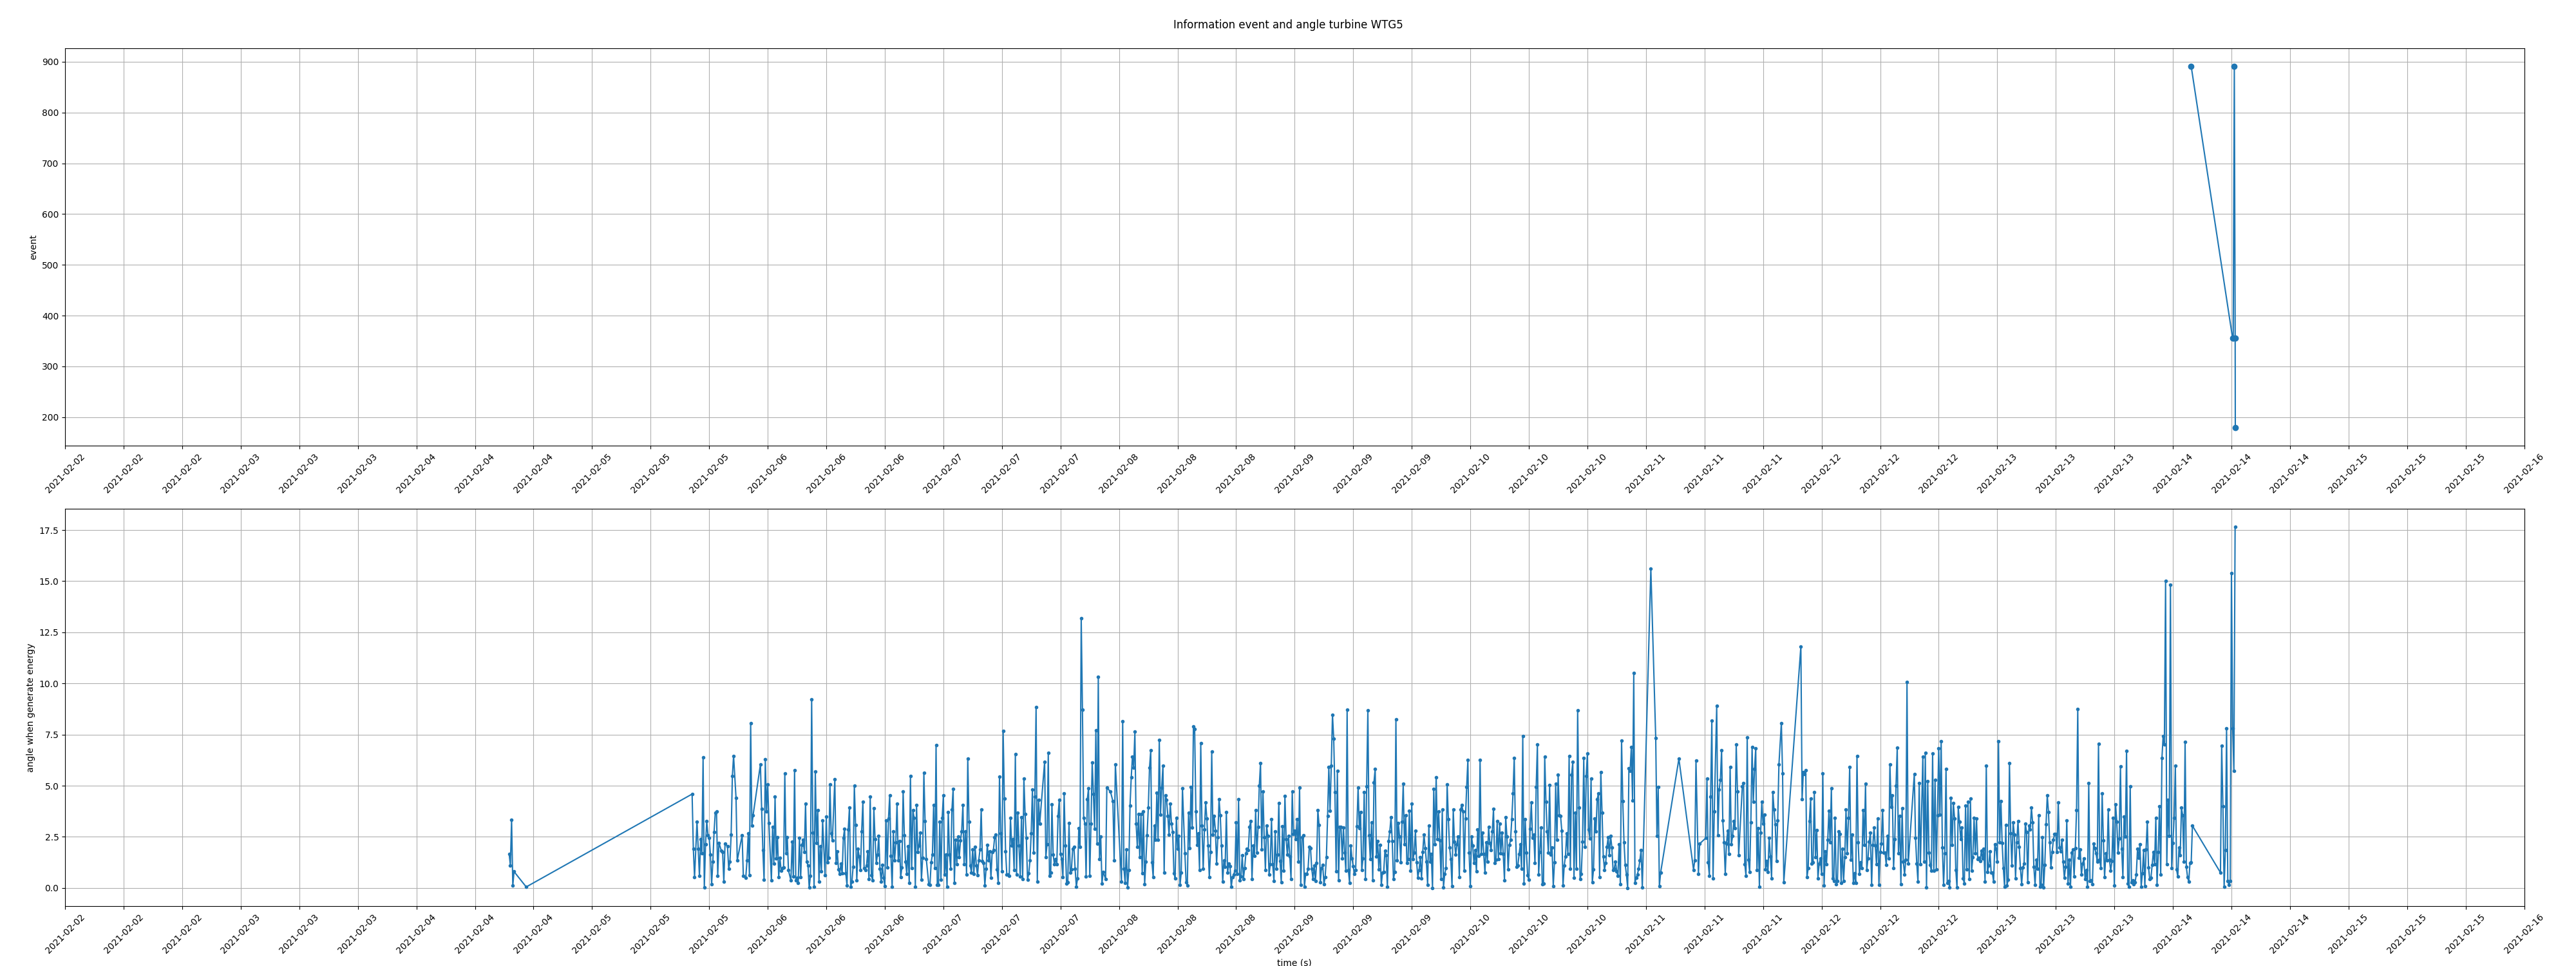 Information event and angle turbine WTG5
900
800
700
600
500
400
300
200
event
2021-02-02 2021-02-02 2021-02-02 2021-02-03 2021-02-03 2021-02-03 2021-02-04 2021-02-04 2021-02-04 2021-02-05 2021-02-05 2021-02-05 2021-02-06 2021-02-06 2021-02-06 2021-02-07 2021-02-07 2021-02-07 2021-02-08 2021-02-08 2021-02-08 2021-02-09 2021-02-09 2021-02-09 2021-02-10 2021-02-10 2021-02-10 2021-02-11 2021-02-11 2021-02-11 2021-02-12 2021-02-12 2021-02-12 2021-02-13 2021-02-13 2021-02-13 2021-02-14 2021-02-14 2021-02-14 2021-02-15 2021-02-15 2021-02-15 2021-02-16
17.5
15.0
12.5
10.0
7.5
5.0
2.5
0.0
angle when generate energy
2021-02-02 2021-02-02 2021-02-02 2021-02-03 2021-02-03 2021-02-03 2021-02-04 2021-02-04 2021-02-04 2021-02-05 2021-02-05 2021-02-05 2021-02-06 2021-02-06 2021-02-06 2021-02-07 2021-02-07 2021-02-07 2021-02-08 2021-02-08 2021-02-08 2021-02-09 2021-02-09 2021-02-09 2021-02-10 2021-02-10 2021-02-10 2021-02-11 2021-02-11 2021-02-11 2021-02-12 2021-02-12 2021-02-12 2021-02-13 2021-02-13 2021-02-13 2021-02-14 2021-02-14 2021-02-14 2021-02-15 2021-02-15 2021-02-15 2021-02-16
time (s)